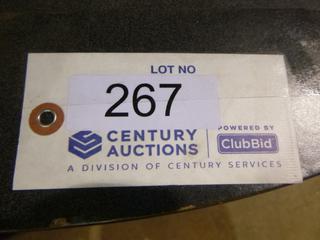 LOT NO
267
CENTURY AUCTIONS
POWERED BY
ClubBid
A DIVISION OF CENTURY SERVICES